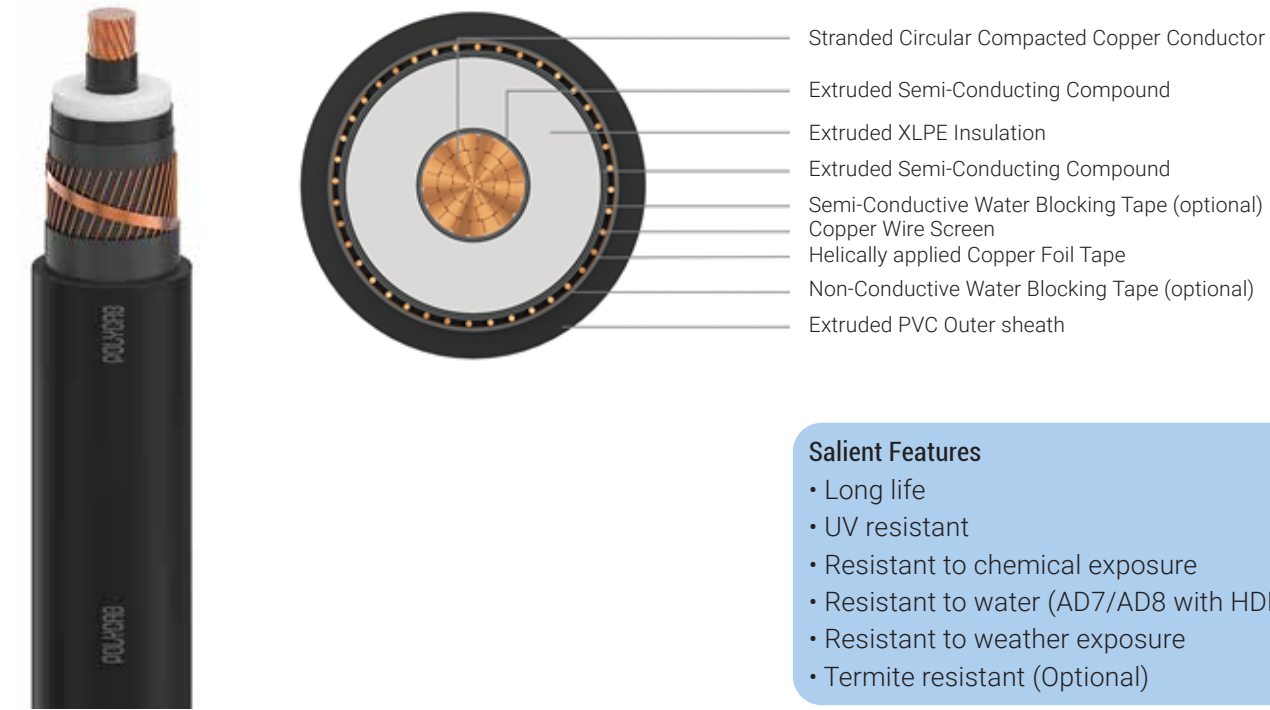 Stranded Circular Compacted Copper Conductor
Extruded Semi-Conducting Compound
Extruded XLPE Insulation
Extruded Semi-Conducting Compound
Semi-Conductive Water Blocking Tape (optional)
Copper Wire Screen
Helically applied Copper Foil Tape
Non-Conductive Water Blocking Tape (optional)
Extruded PVC Outer sheath
POLYCAB
POLYCAB
Salient Features
• Long life
• UV resistant
• Resistant to chemical exposure
• Resistant to water (AD7/AD8 with
• Resistant to weather exposure
• Termite resistant (Optional)